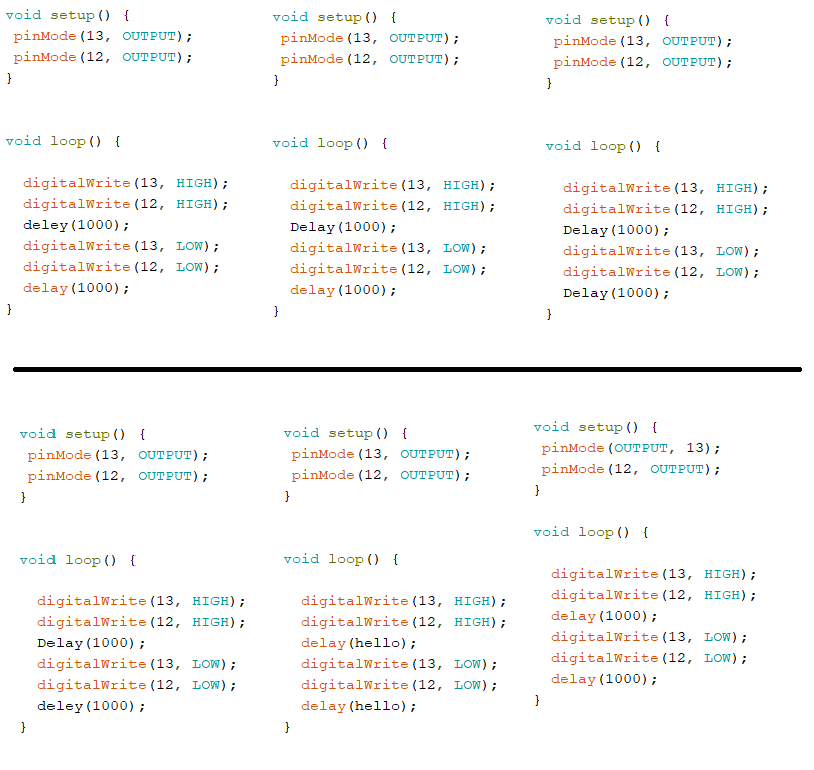 void setup() {
pinMode(13, OUTPUT);
pinMode(12, OUTPUT);
}
void loop() {
digitalWrite(13, HIGH);
digitalWrite(12, HIGH);
deley(1000);
digitalWrite(13, LOW);
digitalWrite(12, LOW);
delay(1000);
}
void setup() {
pinMode(13, OUTPUT);
pinMode(12, OUTPUT);
}
void loop() {
digitalWrite(13, HIGH);
digitalWrite(12, HIGH);
Delay(1000);
digitalWrite(13, LOW);
digitalWrite(12, LOW);
delay(1000);
}
void setup() {
pinMode(13, OUTPUT);
pinMode(12, OUTPUT);
}
void loop() {
digitalWrite(13, HIGH);
digitalWrite(12, HIGH);
Delay(1000);
digitalWrite(13, LOW);
digitalWrite(12, LOW);
Delay(1000);
}
void setup() {
pinMode(13, OUTPUT);
pinMode(12, OUTPUT);
}
void loop() {
digitalWrite(13, HIGH);
digitalWrite(12, HIGH);
Delay(1000);
digitalWrite(13, LOW);
digitalWrite(12, LOW);
deley(1000);
}
void setup() {
pinMode(13, OUTPUT);
pinMode(12, OUTPUT);
}
void loop() {
digitalWrite(13, HIGH);
digitalWrite(12, HIGH);
delay(hello);
digitalWrite(13, LOW);
digitalWrite(12, LOW);
delay(hello);
}
void setup() {
pinMode(OUTPUT, 13);
pinMode(12, OUTPUT);
}
void loop() {
digitalWrite(13, HIGH);
digitalWrite(12, HIGH);
delay(1000);
digitalWrite(13, LOW);
digitalWrite(12, LOW);
delay(1000);
}